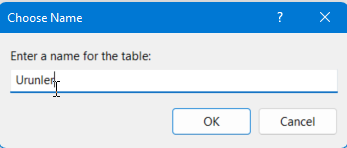 Choose Name
?
Enter a name for the table:
Urunler
OK
Cancel